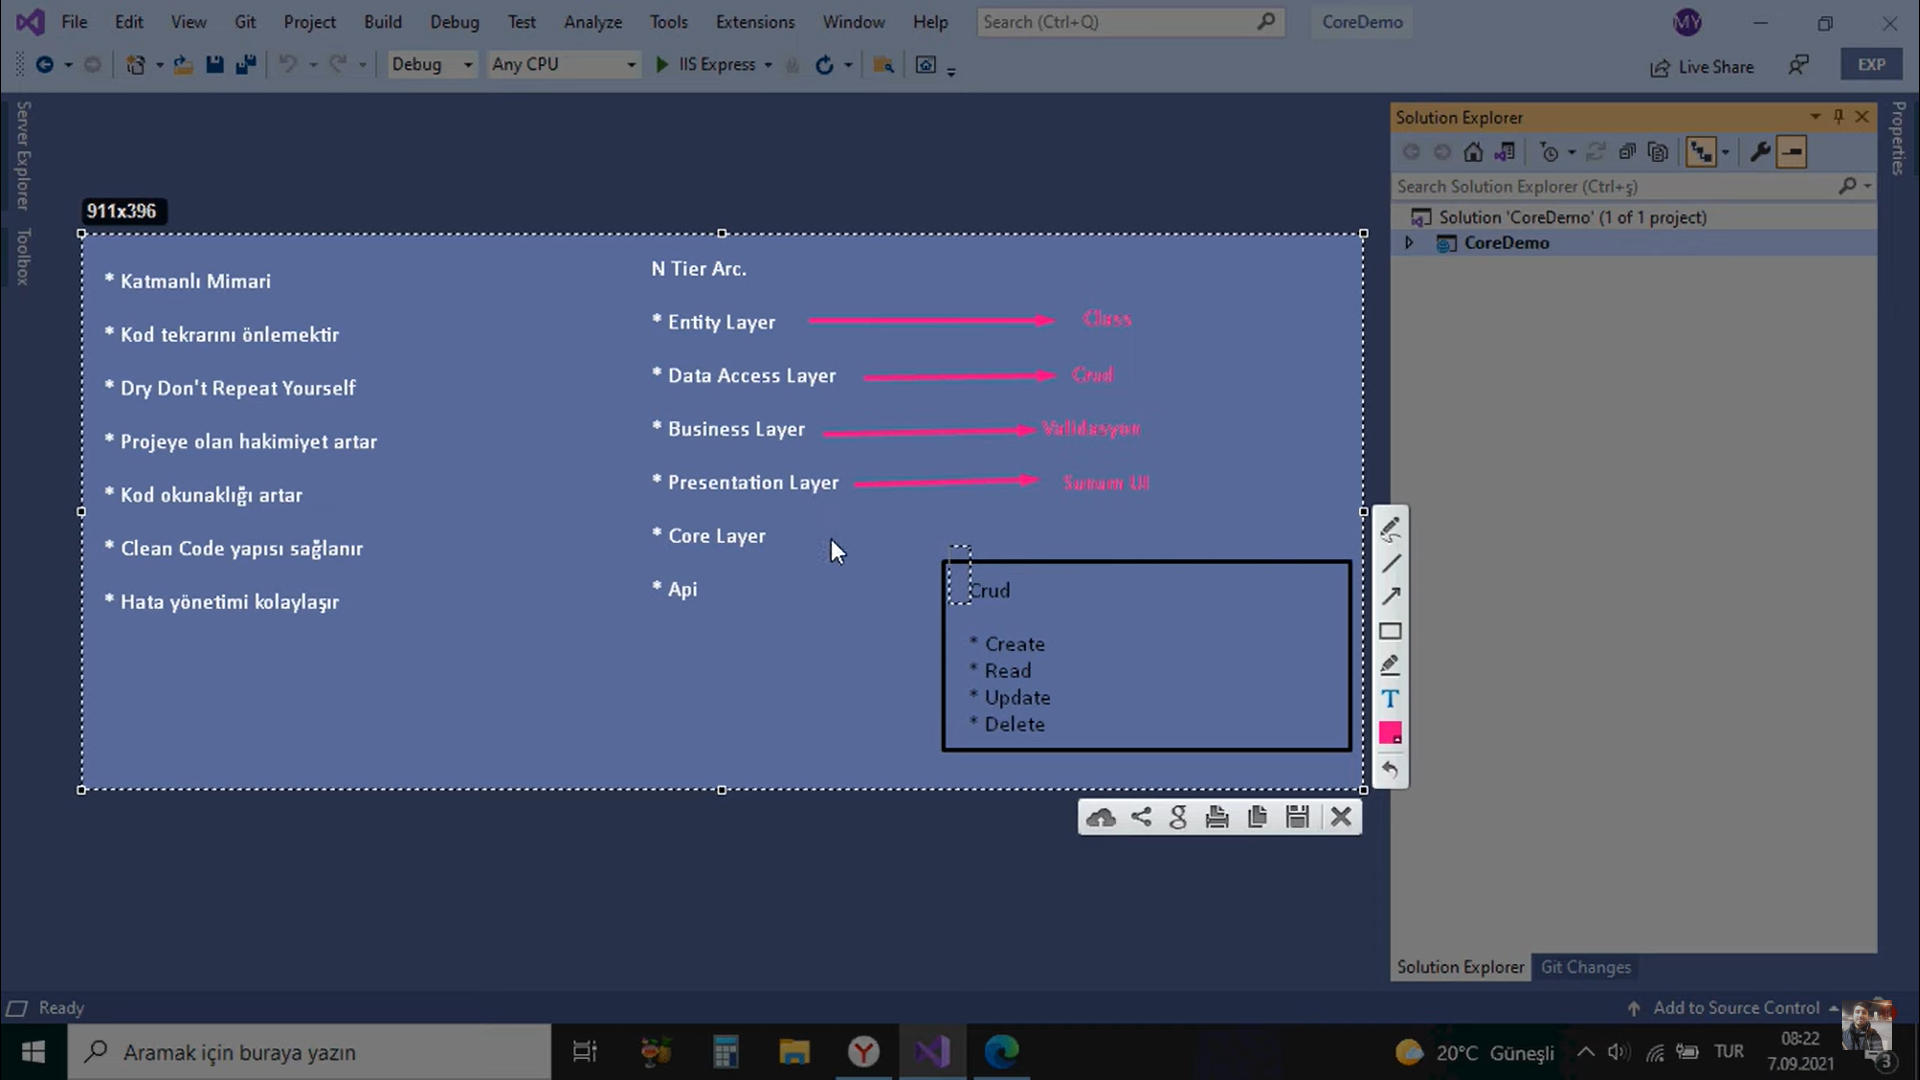 File Edit View Git Project Build Debug Test Analyze Tools Extensions Window Help Search (Ctrl+Q) CoreDemo MY
Debug Any CPU IIS Express Live Share EXP
Server Explorer
Toolbox
Properties
Solution Explorer
Search Solution Explorer (Ctrl+ş)
Solution 'CoreDemo' (1 of 1 project)
CoreDemo
911x396
* Katmanlı Mimari
* Kod tekrarını önlemektir
* Dry Don't Repeat Yourself
* Projeye olan hakimiyet artar
* Kod okunaklığı artar
* Clean Code yapısı sağlanır
* Hata yönetimi kolaylaşır
N Tier Arc.
* Entity Layer Class
* Data Access Layer Crud
* Business Layer Validasyon
* Presentation Layer Sunum UI
* Core Layer
* Api
Crud
* Create
* Read
* Update
* Delete
T
g
Solution Explorer Git Changes
Ready
Add to Source Control
Aramak için buraya yazın
Y
20°C Güneşli
TUR
08:22
7.09.2021
3